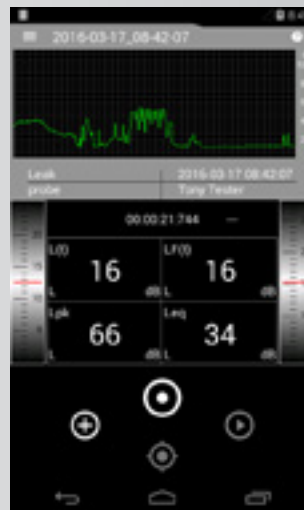 2016-03-17_08-42-07
Leak 2016-03-17 08:42:07
probe Tony Tester
00:00:21.744 —
L(t) LF(t)
16 16
L dB L dB
Lpk Leq
66 34
L dB L dB